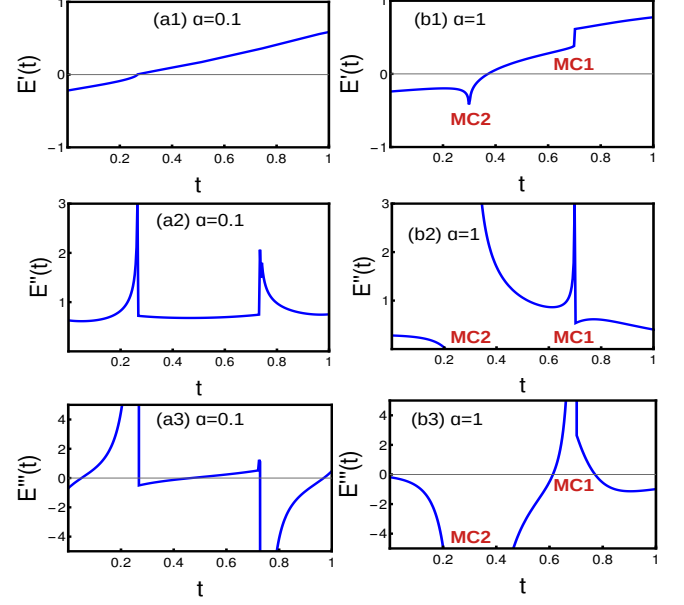 1
(a1) α=0.1
E'(t)
0
−1
0.2 0.4 0.6 0.8 1
t
1
(b1) α=1
E'(t)
0
MC1
MC2
−1
0.2 0.4 0.6 0.8 1
t
3
(a2) α=0.1
2
E''(t)
1
0.2 0.4 0.6 0.8 1
t
3
(b2) α=1
2
E''(t)
1
MC2 MC1
0.2 0.4 0.6 0.8 1
t
4
(a3) α=0.1
2
E'''(t)
0
−2
−4
0.2 0.4 0.6 0.8 1
t
4
(b3) α=1
2
E'''(t)
0
MC1
−2
MC2
−4
0.2 0.4 0.6 0.8 1
t